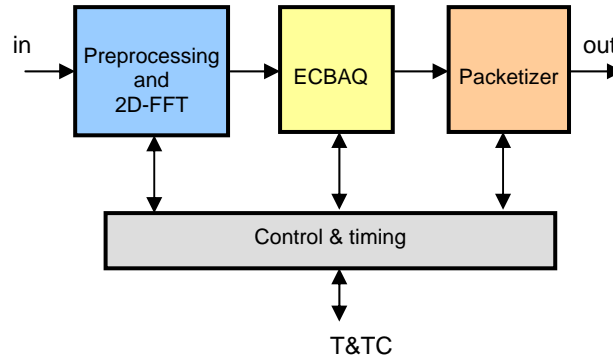 in
Preprocessing
and
2D-FFT
ECBAQ
Packetizer
out
Control & timing
T&TC